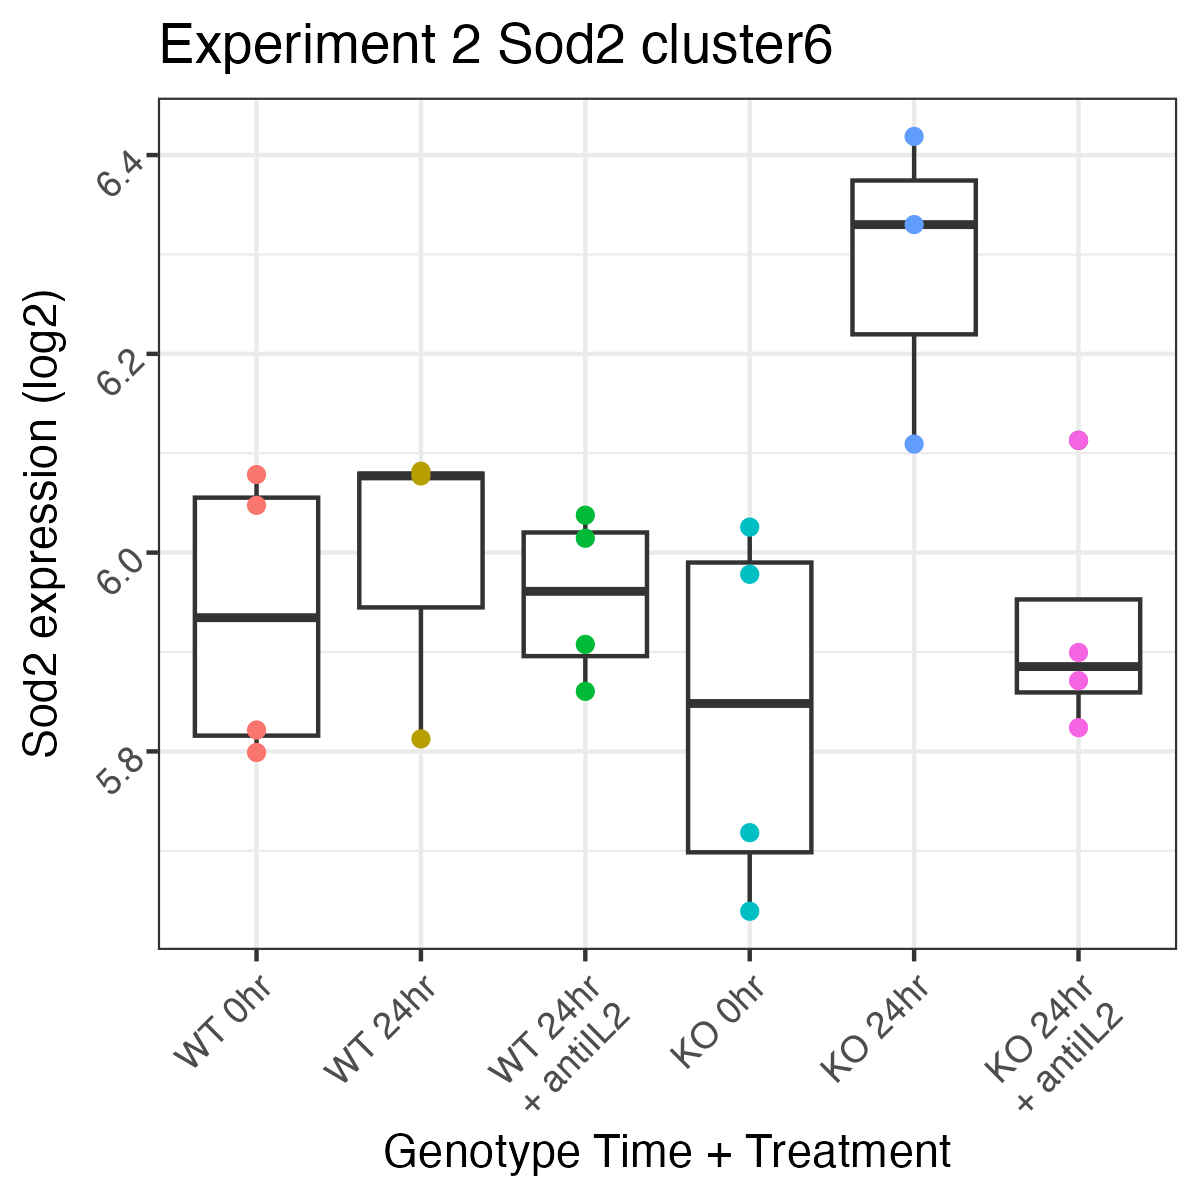 Experiment 2 Sod2 cluster6
Sod2 expression (log2)
6.4
6.2
6.0
5.8
WT 0hr
WT 24hr
WT 24hr
+ antiIL2
KO 0hr
KO 24hr
KO 24hr
+ antiIL2
Genotype Time + Treatment